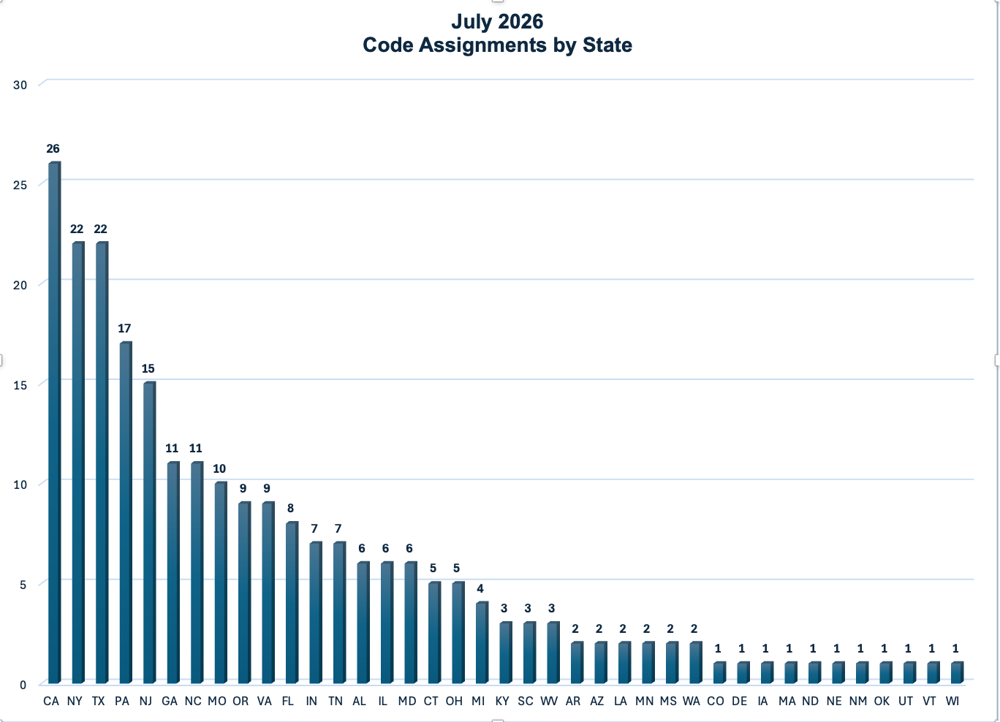 July 2026
Code Assignments by State
30
25
20
15
10
5
0
26
22 22
17
15
11 11
10
9 9
8
7 7
6 6 6
5 5
4
3 3 3
2 2 2 2 2 2
1 1 1 1 1 1 1 1 1 1 1
CA NY TX PA NJ GA NC MO OR VA FL IN TN AL IL MD CT OH MI KY SC WV AR AZ LA MN MS WA CO DE IA MA ND NE NM OK UT VT WI